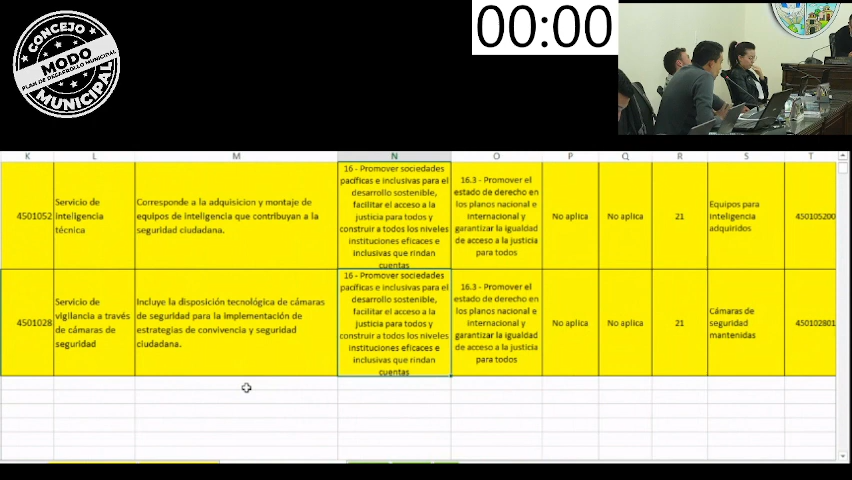 CONCEJO
MODO
PLAN DE DESARROLLO MUNICIPAL
MUNICIPAL
00:00
K L M N O P Q R S T
4501052
Servicio de
inteligencia
técnica
Corresponde a la adquisicion y montaje de
equipos de inteligencia que contribuyan a la
seguridad ciudadana.
16 - Promover sociedades
pacíficas e inclusivas para el
desarrollo sostenible,
facilitar el acceso a la
justicia para todos y
construir a todos los niveles
instituciones eficaces e
inclusivas que rindan
cuentas
16.3 - Promover el
estado de derecho en
los planos nacional e
internacional y
garantizar la igualdad
de acceso a la justicia
para todos
No aplica
No aplica
21
Equipos para
inteligencia
adquiridos
450105200
4501028
Servicio de
vigilancia a través
de cámaras de
seguridad
Incluye la disposición tecnológica de cámaras
de seguridad para la implementación de
estrategias de convivencia y seguridad
ciudadana.
16 - Promover sociedades
pacíficas e inclusivas para el
desarrollo sostenible,
facilitar el acceso a la
justicia para todos y
construir a todos los niveles
instituciones eficaces e
inclusivas que rindan
cuentas
16.3 - Promover el
estado de derecho en
los planos nacional e
internacional y
garantizar la igualdad
de acceso a la justicia
para todos
No aplica
No aplica
21
Cámaras de
seguridad
mantenidas
450102801